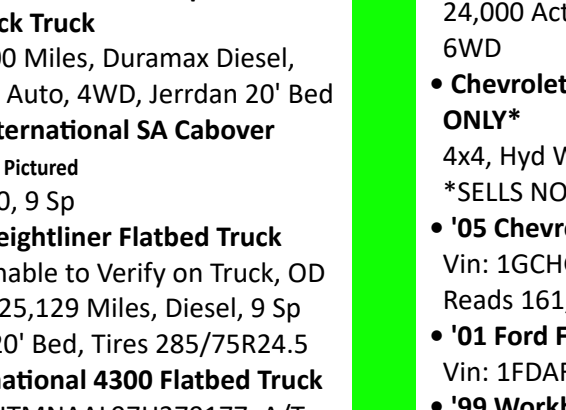 ck Truck
00 Miles, Duramax Diesel,
Auto, 4WD, Jerrdan 20' Bed
ternational SA Cabover
Pictured
0, 9 Sp
eightliner Flatbed Truck
nable to Verify on Truck, OD
25,129 Miles, Diesel, 9 Sp
20' Bed, Tires 285/75R24.5
national 4300 Flatbed Truck
24,000 Act
6WD
• Chevrolet
ONLY*
4x4, Hyd W
*SELLS NO
• '05 Chevro
Vin: 1GCH
Reads 161,
• '01 Ford F
Vin: 1FDAF
• '99 Workh